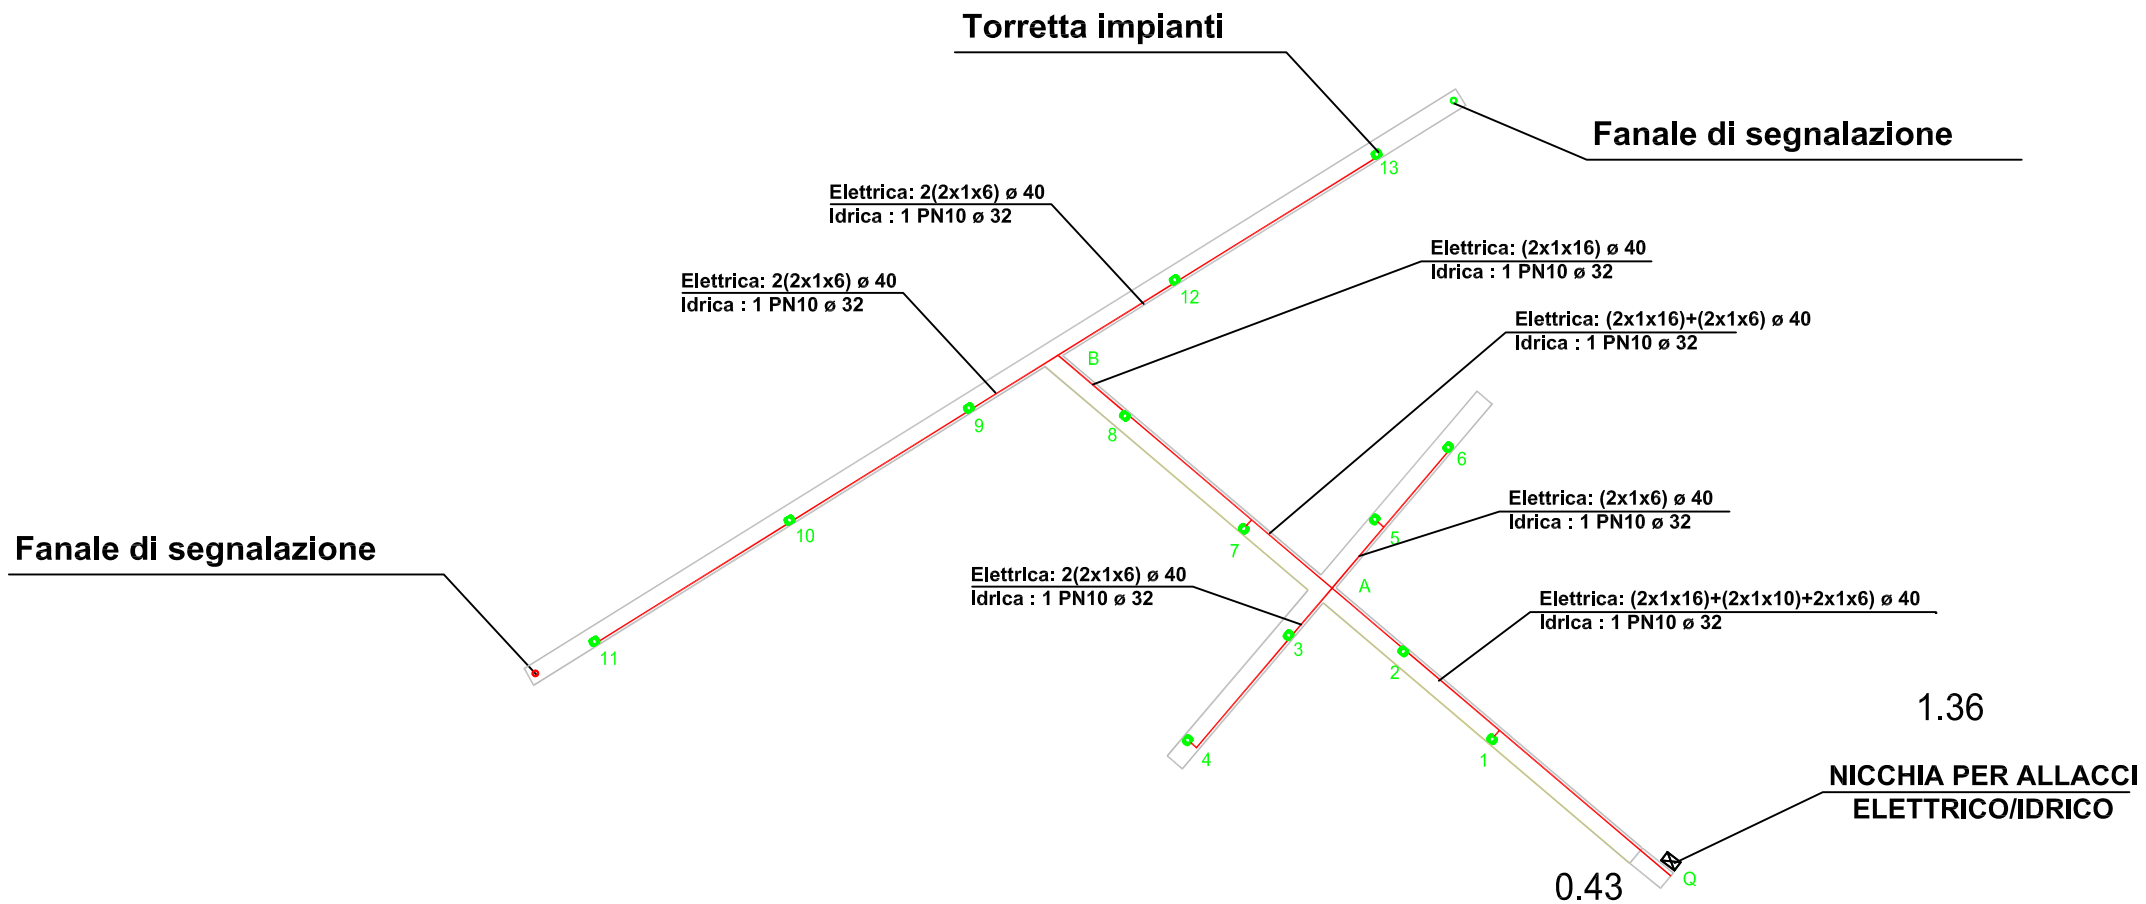 Torretta impianti
Fanale di segnalazione
13
Elettrica: 2(2x1x6) ø 40
Idrica : 1 PN10 ø 32
12
Elettrica: (2x1x16) ø 40
Idrica : 1 PN10 ø 32
Elettrica: 2(2x1x6) ø 40
Idrica : 1 PN10 ø 32
Elettrica: (2x1x16)+(2x1x6) ø 40
Idrica : 1 PN10 ø 32
B
9
8
6
Elettrica: (2x1x6) ø 40
Idrica : 1 PN10 ø 32
10
7
5
Fanale di segnalazione
Elettrica: 2(2x1x6) ø 40
Idrica : 1 PN10 ø 32
A
Elettrica: (2x1x16)+(2x1x10)+2x1x6) ø 40
Idrica : 1 PN10 ø 32
11
3
2
1.36
4
1
NICCHIA PER ALLACCI
ELETTRICO/IDRICO
Q
0.43